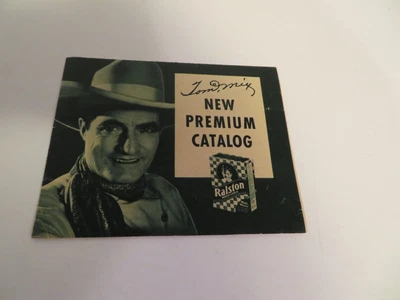 Tom Mix
NEW
PREMIUM
CATALOG
Ralston